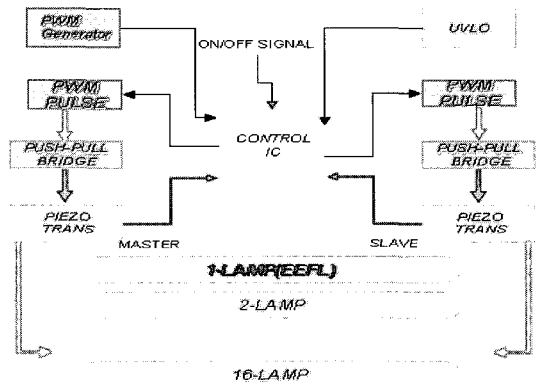 PWM
Generator
ON/OFF SIGNAL
UVLO
PWM
PULSE
PWM
PULSE
CONTROL
IC
PUSH-PULL
BRIDGE
PUSH-PULL
BRIDGE
PIEZO
TRANS
PIEZO
TRANS
MASTER
SLAVE
1-LAMP(EEFL)
2-LAMP
16-LAMP